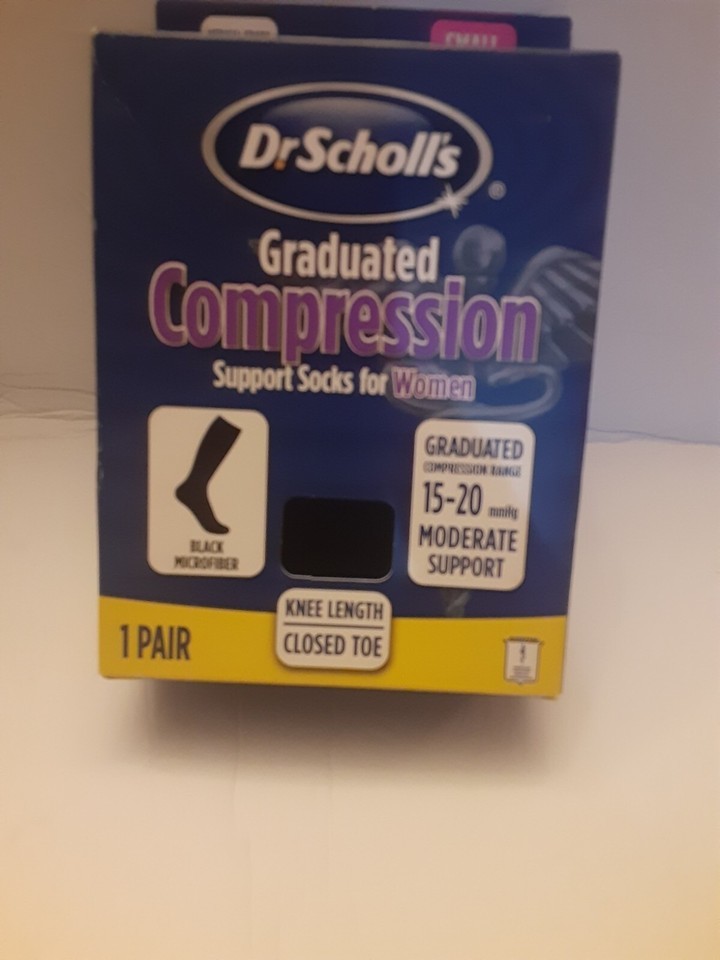 SMALL
Dr. Scholl's
®
Graduated
Compression
Support Socks for Women
BLACK
MICROFIBER
GRADUATED
COMPRESSION RANGE
15-20 mmHg
MODERATE
SUPPORT
KNEE LENGTH
CLOSED TOE
1 PAIR